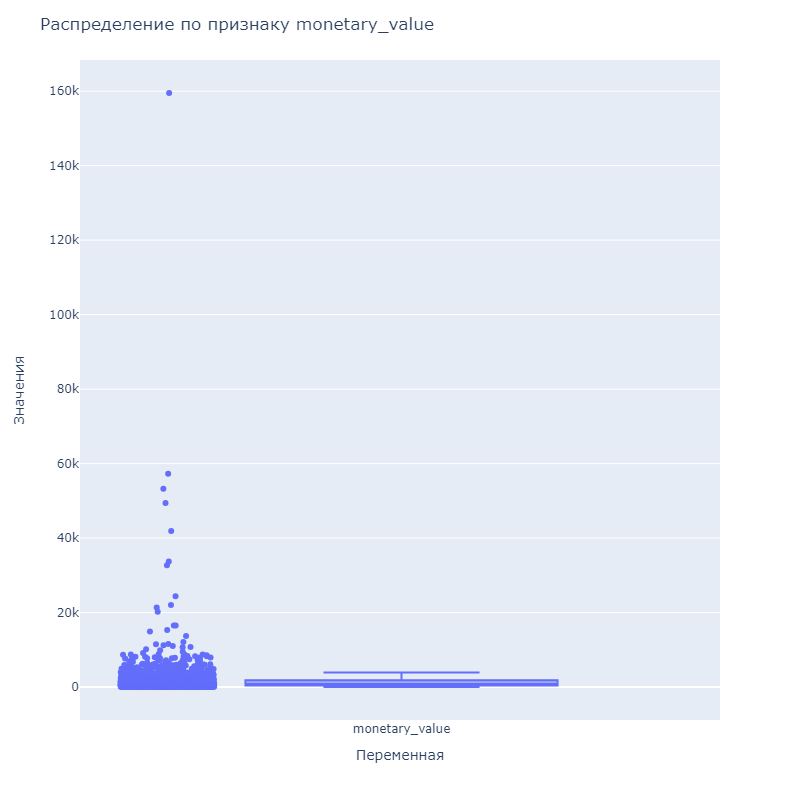 Распределение по признаку monetary_value
160k
140k
120k
100k
80k
60k
40k
20k
0
Значения
monetary_value
Переменная